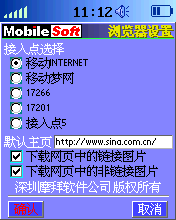 11:12
MobileSoft 浏览器设置
接入点选择
移动INTERNET
移动梦网
17266
17201
接入点5
默认主页 http://www.sina.com.cn/
下载网页中的链接图片
下载网页中的非链接图片
深圳摩拜软件公司 版权所有
取消